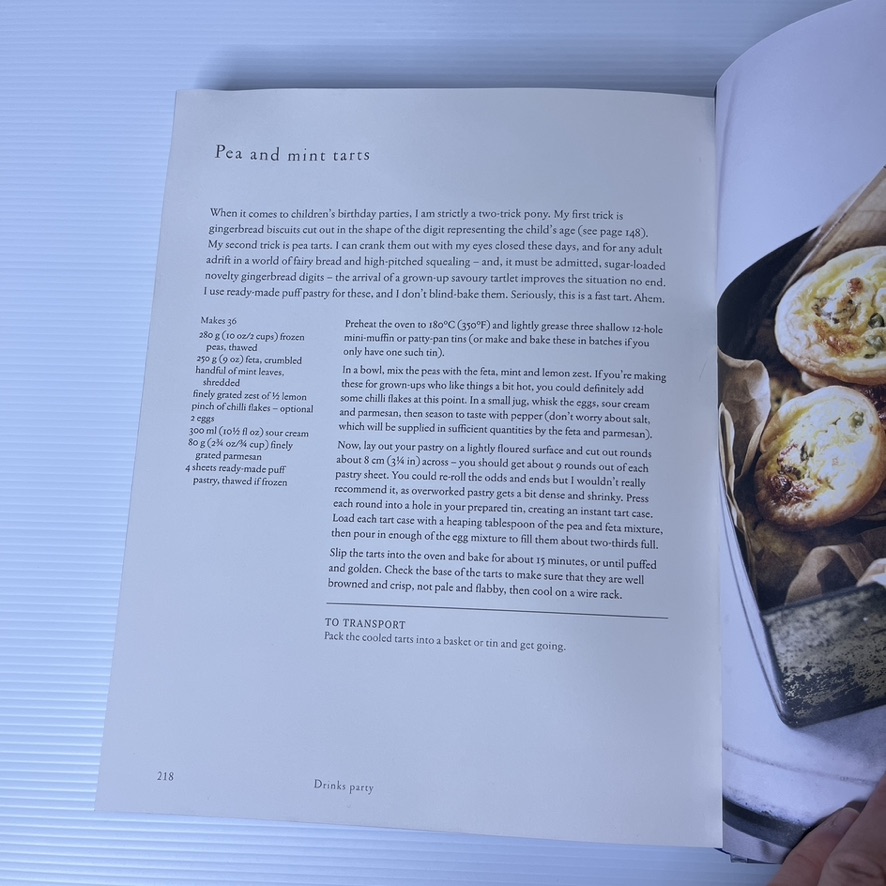 Pea and mint tarts
When it comes to children's birthday parties, I am strictly a two-trick pony. My first trick is
gingerbread biscuits cut out in the shape of the digit representing the child's age (see page 148).
My second trick is pea tarts. I can crank them out with my eyes closed these days, and for any adult
adrift in a world of fairy bread and high-pitched squealing – and, it must be admitted, sugar-loaded
novelty gingerbread digits – the arrival of a grown-up savoury tartlet improves the situation no end.
I use ready-made puff pastry for these, and I don't blind-bake them. Seriously, this is a fast tart. Ahem.
Makes 36
280 g (10 oz/2 cups) frozen
peas, thawed
250 g (9 oz) feta, crumbled
handful of mint leaves,
shredded
finely grated zest of ½ lemon
pinch of chilli flakes – optional
2 eggs
300 ml (10½ fl oz) sour cream
80 g (2¾ oz/¾ cup) finely
grated parmesan
4 sheets ready-made puff
pastry, thawed if frozen
Preheat the oven to 180°C (350°F) and lightly grease three shallow 12-hole
mini-muffin or patty-pan tins (or make and bake these in batches if you
only have one such tin).
In a bowl, mix the peas with the feta, mint and lemon zest. If you're making
these for grown-ups who like things a bit hot, you could definitely add
some chilli flakes at this point. In a small jug, whisk the eggs, sour cream
and parmesan, then season to taste with pepper (don't worry about salt,
which will be supplied in sufficient quantities by the feta and parmesan).
Now, lay out your pastry on a lightly floured surface and cut out rounds
about 8 cm (3¼ in) across – you should get about 9 rounds out of each
pastry sheet. You could re-roll the odds and ends but I wouldn't really
recommend it, as overworked pastry gets a bit dense and shrinky. Press
each round into a hole in your prepared tin, creating an instant tart case.
Load each tart case with a heaping tablespoon of the pea and feta mixture,
then pour in enough of the egg mixture to fill them about two-thirds full.
Slip the tarts into the oven and bake for about 15 minutes, or until puffed
and golden. Check the base of the tarts to make sure that they are well
browned and crisp, not pale and flabby, then cool on a wire rack.
TO TRANSPORT
Pack the cooled tarts into a basket or tin and get going.
218
Drinks party